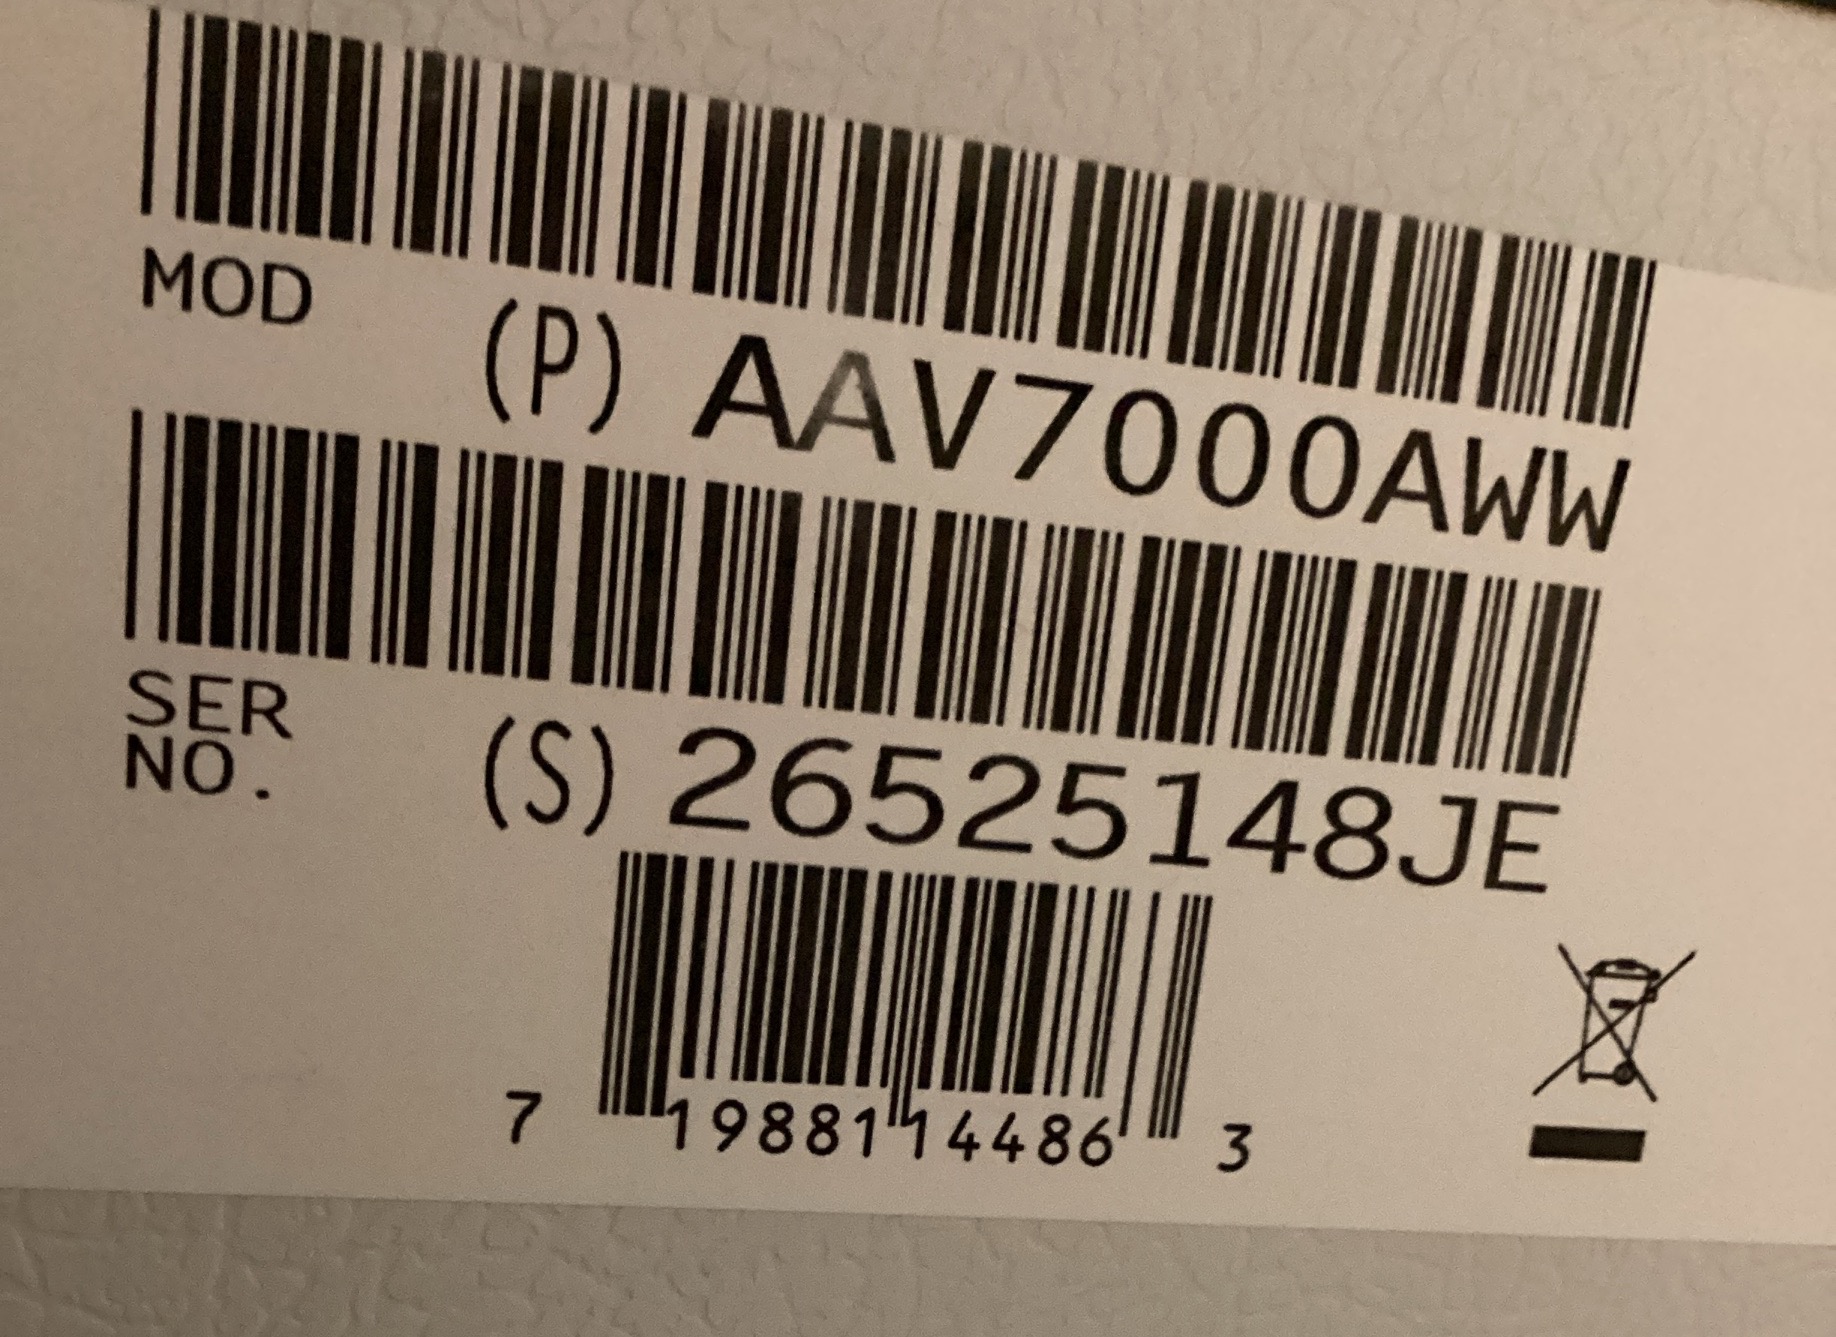 MOD (P) AAV7000AWW
SER
NO. (S) 26525148JE
7 19881 14486 3